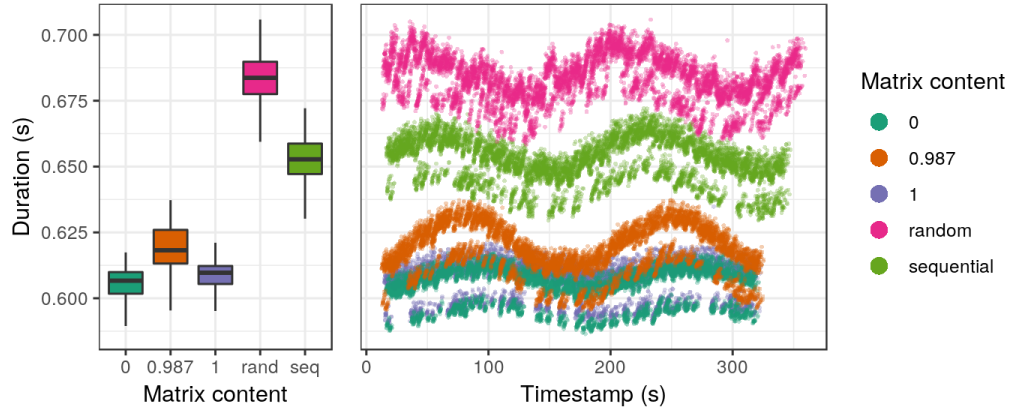 Duration (s)
0.700
0.675
0.650
0.625
0.600
0 0.987 1 rand seq
Matrix content
0 100 200 300
Timestamp (s)
Matrix content
0
0.987
1
random
sequential